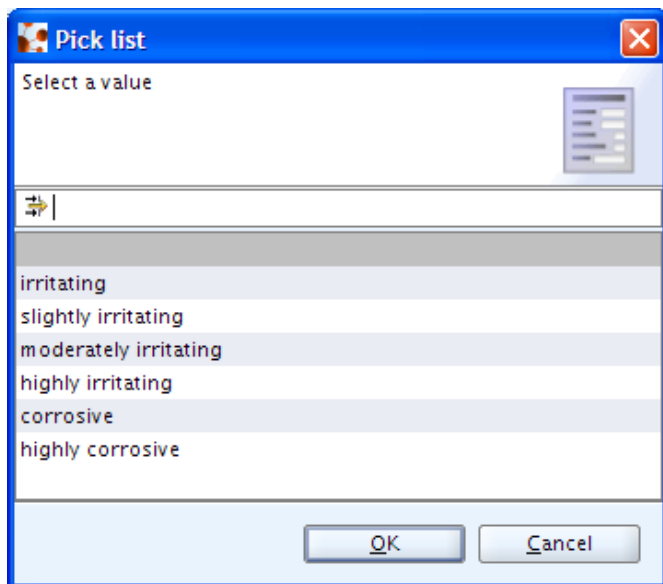 Pick list
Select a value
irritating
slightly irritating
moderately irritating
highly irritating
corrosive
highly corrosive
OK
Cancel